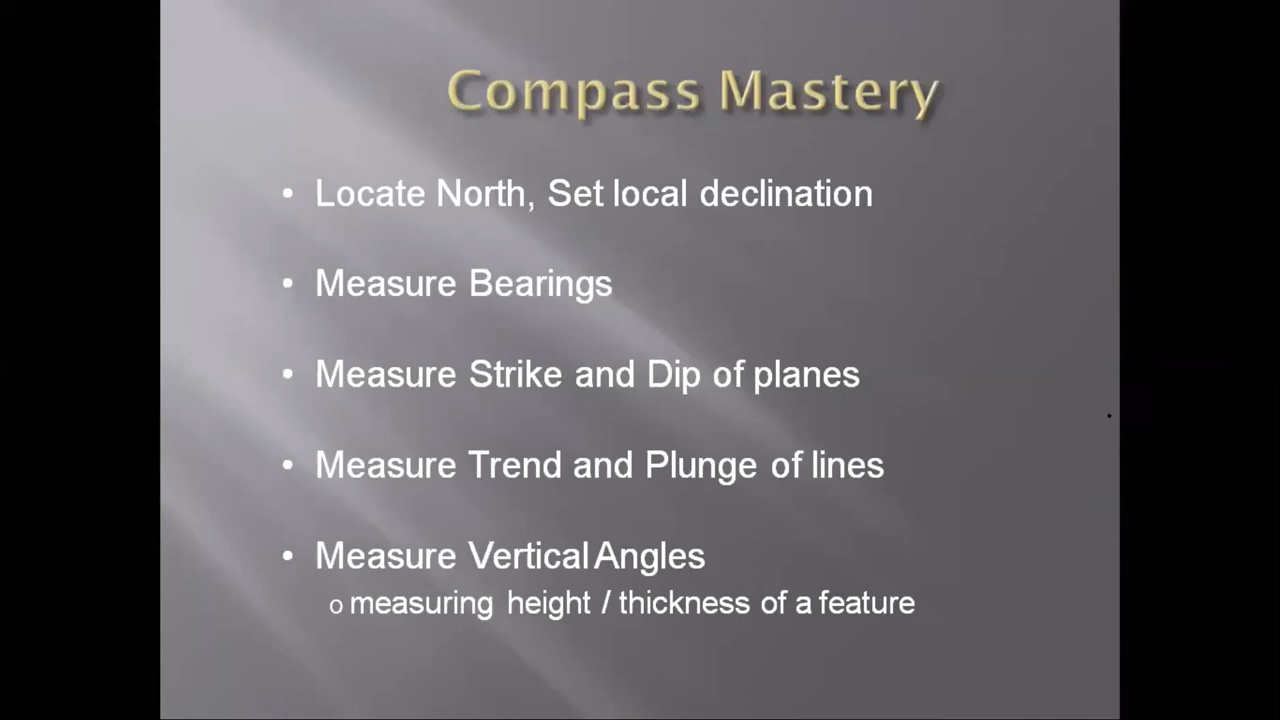 Compass Mastery
• Locate North, Set local declination
• Measure Bearings
• Measure Strike and Dip of planes
• Measure Trend and Plunge of lines
• Measure Vertical Angles
o measuring height / thickness of a feature